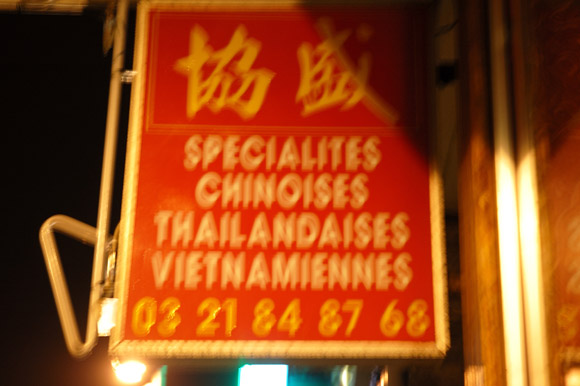 協盛
SPECIALITES
CHINOISES
THAILANDAISES
VIETNAMIENNES
03 21 84 87 68